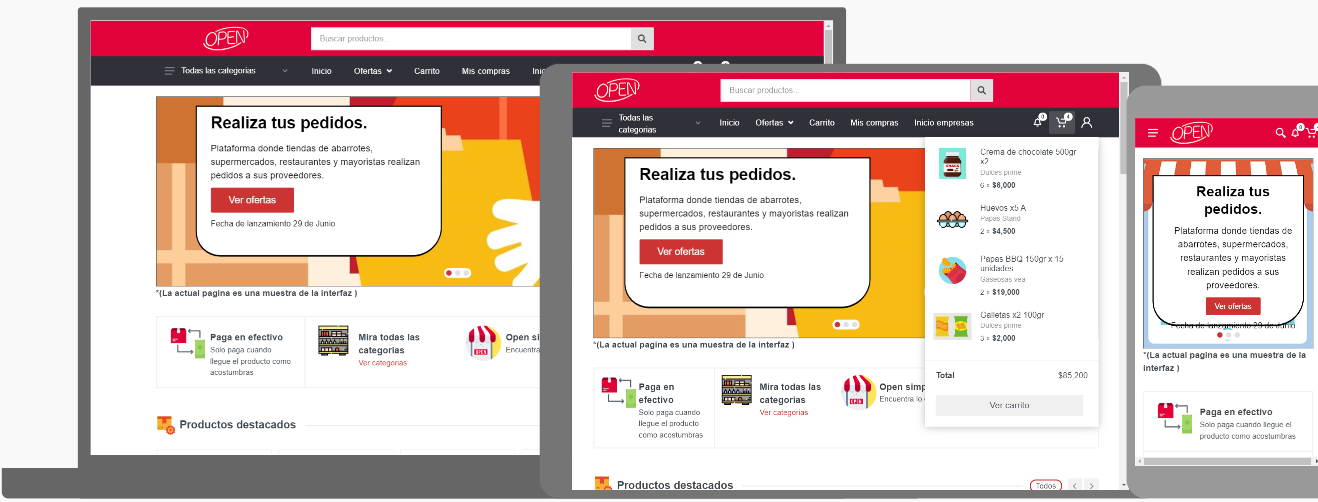 OPEN
Buscar productos...
Todas las categorias
Inicio
Ofertas
Carrito
Mis compras
Realiza tus pedidos.
Plataforma donde tiendas de abarrotes,
supermercados, restaurantes y mayoristas realizan
pedidos a sus proveedores.
Ver ofertas
Fecha de lanzamiento 29 de Junio
*(La actual pagina es una muestra de la interfaz )
Paga en efectivo
Solo paga cuando
llegue el producto como
acostumbras
Mira todas las
categorias
Ver categorias
OPEN
Open si
Encuentra
Productos destacados
OPEN
Buscar productos...
Todas las
categorias
Inicio
Ofertas
Carrito
Mis compras
Inicio empresas
0
4
Realiza tus pedidos.
Plataforma donde tiendas de abarrotes,
supermercados, restaurantes y mayoristas realizan
pedidos a sus proveedores.
Ver ofertas
Fecha de lanzamiento 29 de Junio
*(La actual pagina es una muestra de la interfaz )
Crema de chocolate 500gr
x2
Dulces prime
6 × $6,000
Huevos x5 A
Papas Stand
2 × $4,500
Papas BBQ 150gr x 15
unidades
Gaseosas vea
2 × $19,000
Galletas x2 100gr
Dulces prime
3 × $2,000
Total $85,200
Ver carrito
Paga en
efectivo
Solo paga cuando
llegue el producto
como acostumbras
Mira todas las
categorias
Ver categorias
OPEN
Open simp
Encuentra lo
Productos destacados
Todos
OPEN
0
Realiza tus
pedidos.
Plataforma donde tiendas de
abarrotes, supermercados,
restaurantes y mayoristas
realizan pedidos a sus
proveedores.
Ver ofertas
Fecha de lanzamiento 29 de Junio
*(La actual pagina es una muestra de la
interfaz )
Paga en efectivo
Solo paga cuando llegue el
producto como acostumbras